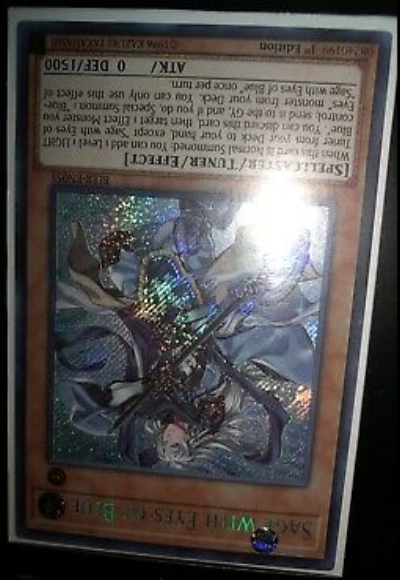 Sage with Eyes of Blue
BLLR-EN053
[Spellcaster/Tuner/Effect]
When this card is Normal Summoned: You can add 1 Level 1 LIGHT
Tuner from your Deck to your hand, except "Sage with Eyes of
Blue". You can discard this card, then target 1 Effect Monster you
control; send it to the GY, and if you do, Special Summon 1 "Blue-
Eyes" monster from your Deck. You can only use this effect of
"Sage with Eyes of Blue" once per turn.
ATK/ 0 DEF/1500
08240199 1st Edition ©1996 KAZUKI TAKAHASHI